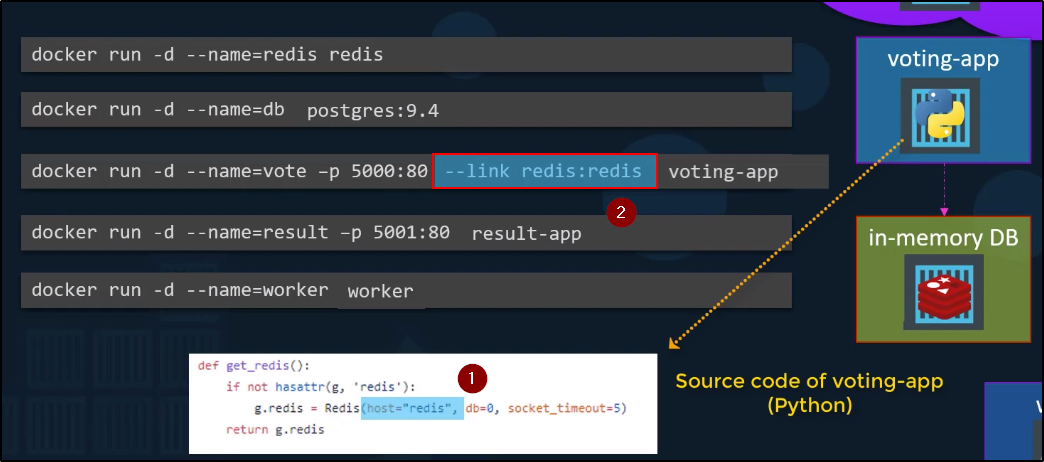 docker run -d --name=redis redis
docker run -d --name=db postgres:9.4
docker run -d --name=vote –p 5000:80 --link redis:redis voting-app
2
docker run -d --name=result –p 5001:80 result-app
docker run -d --name=worker worker
voting-app
in-memory DB
def get_redis():
1
if not hasattr(g, 'redis'):
g.redis = Redis(host="redis", db=0, socket_timeout=5)
return g.redis
Source code of voting-app
(Python)